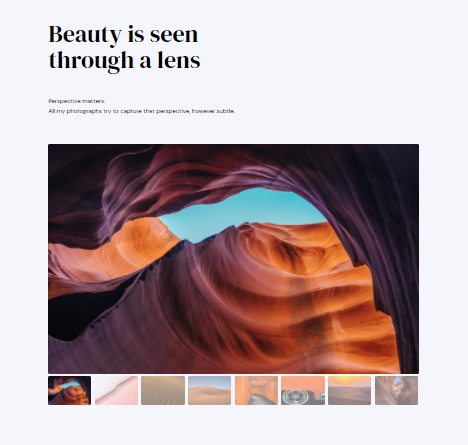 Beauty is seen
through a lens
Perspective matters.
All my photographs try to capture that perspective, however subtle.